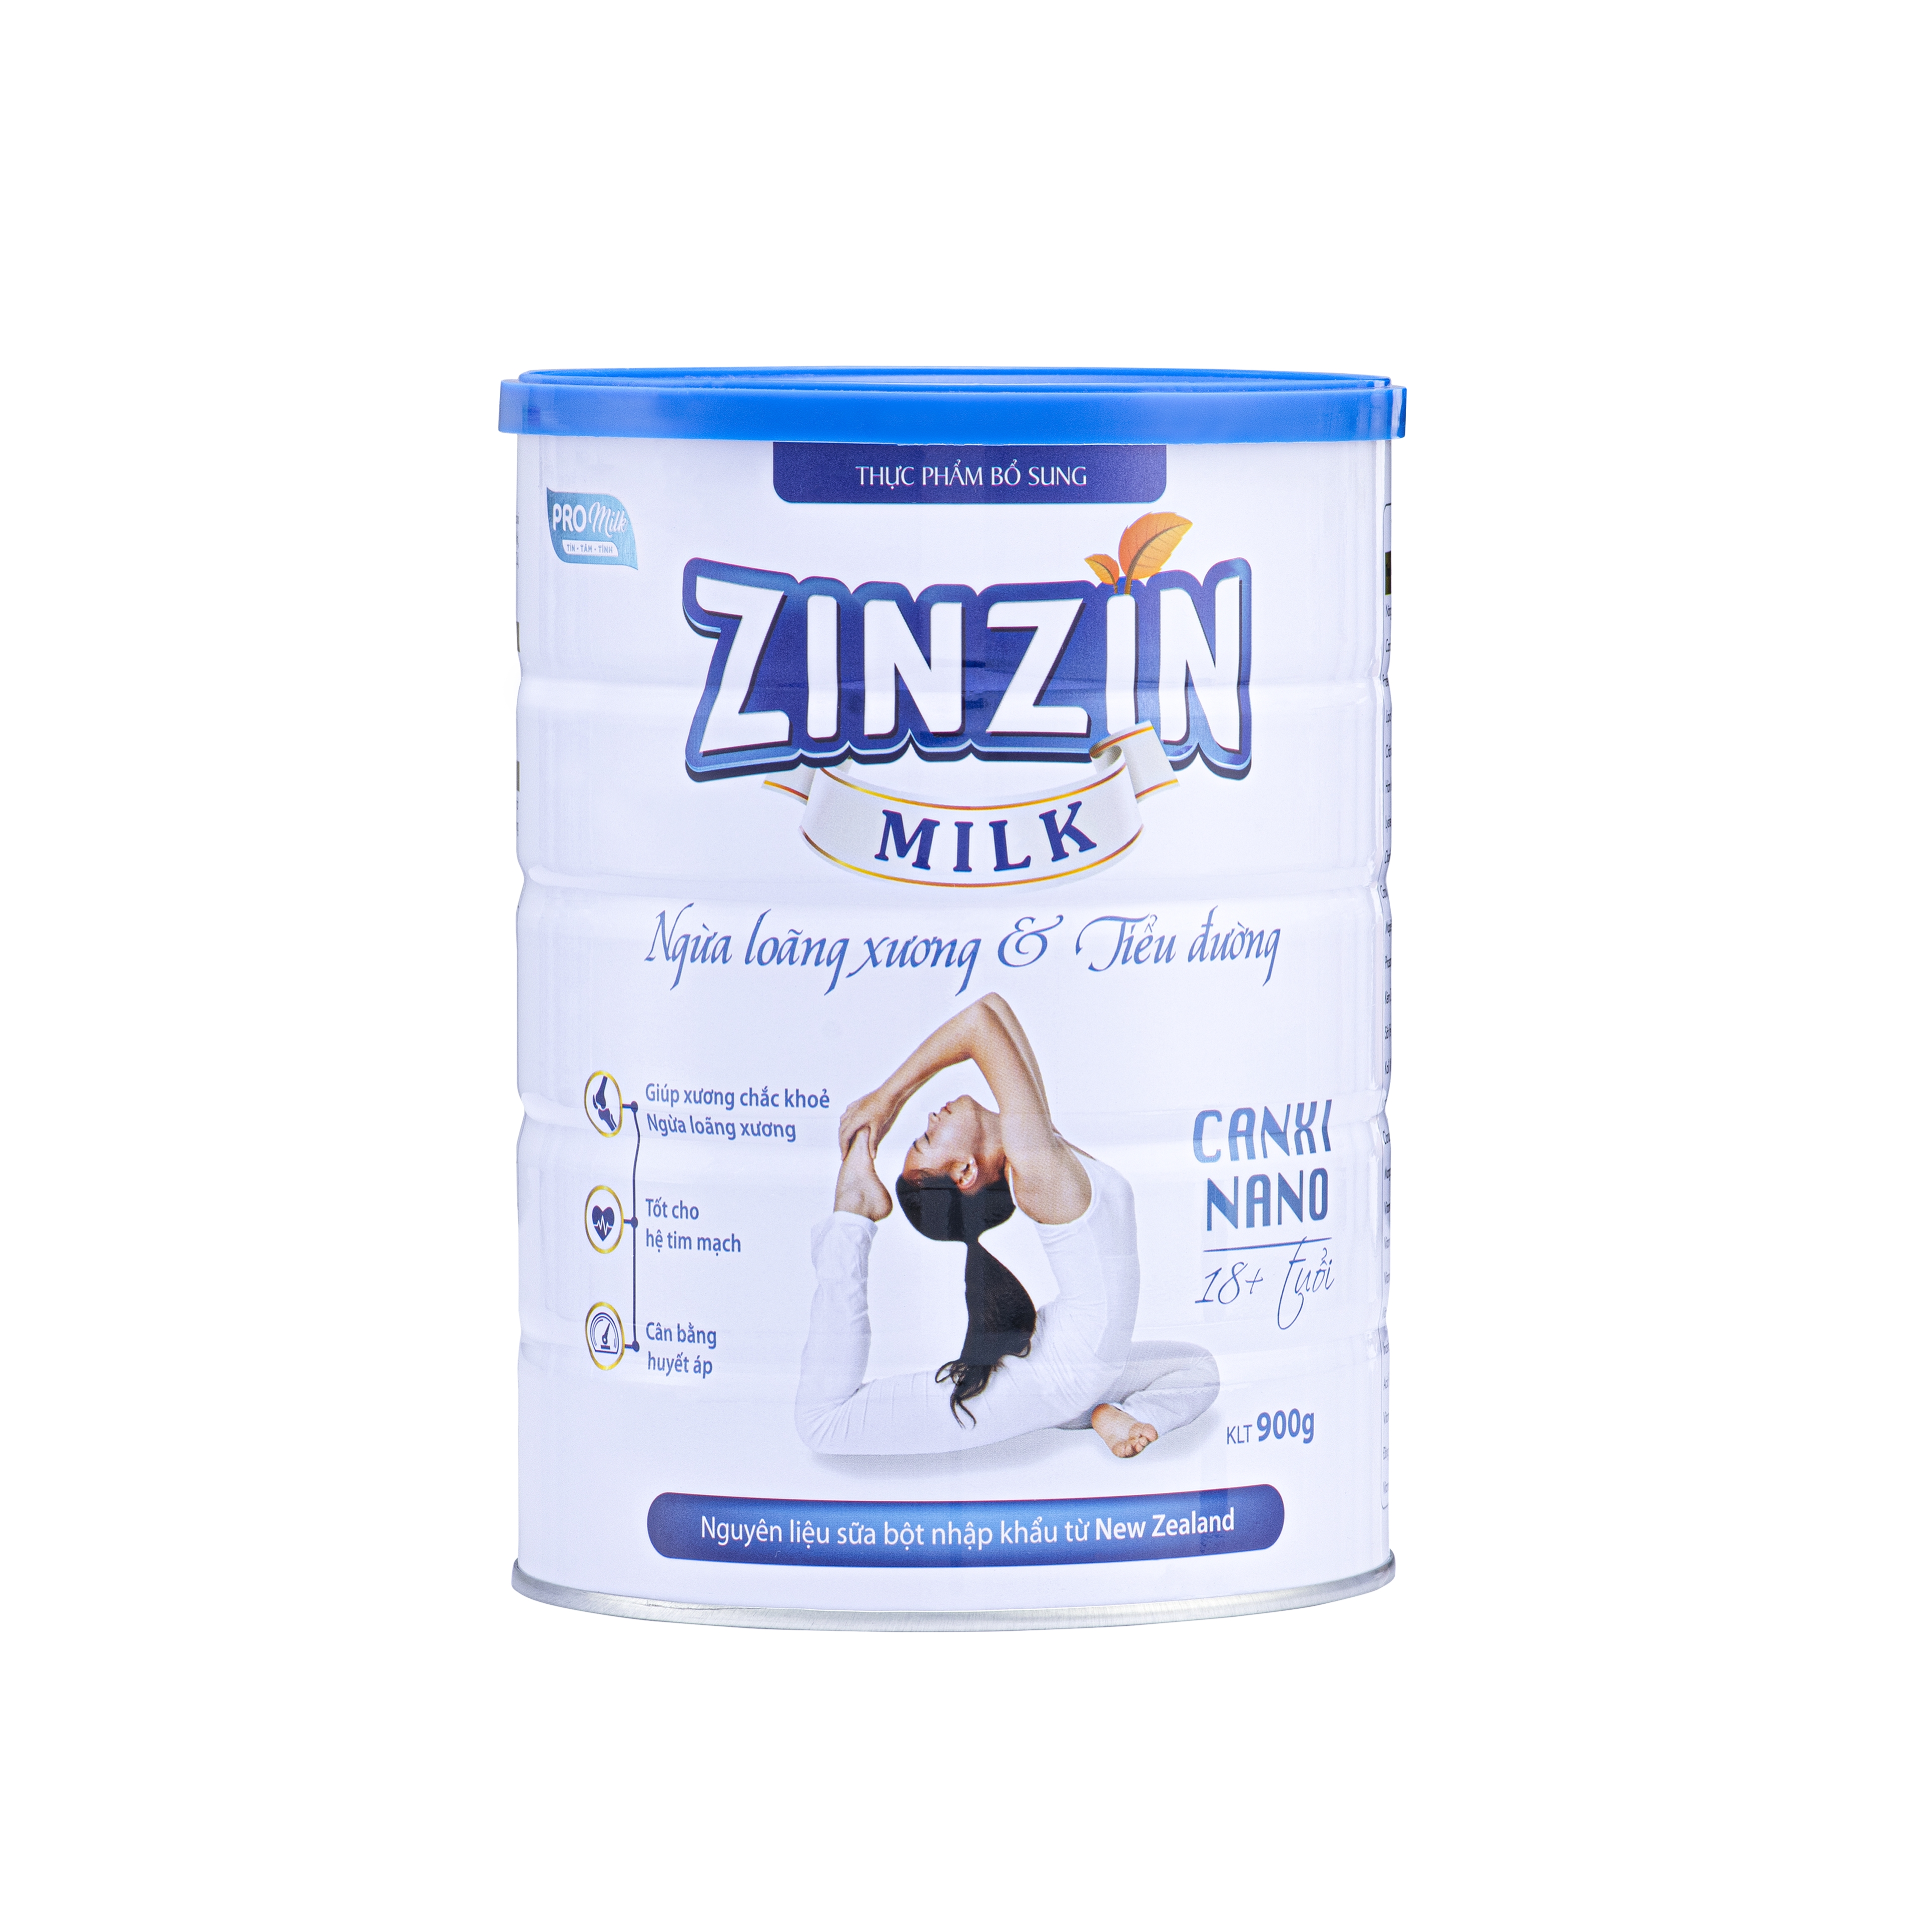 THỰC PHẨM BỔ SUNG
PRO Milk
TÍN - TÂM - TÌNH
ZINZIN
MILK
Ngừa loãng xương & Tiểu đường
Giúp xương chắc khoẻ
Ngừa loãng xương
Tốt cho
hệ tim mạch
Cân bằng
huyết áp
CANXI
NANO
18+ tuổi
KLT 900g
Nguyên liệu sữa bột nhập khẩu từ New Zealand